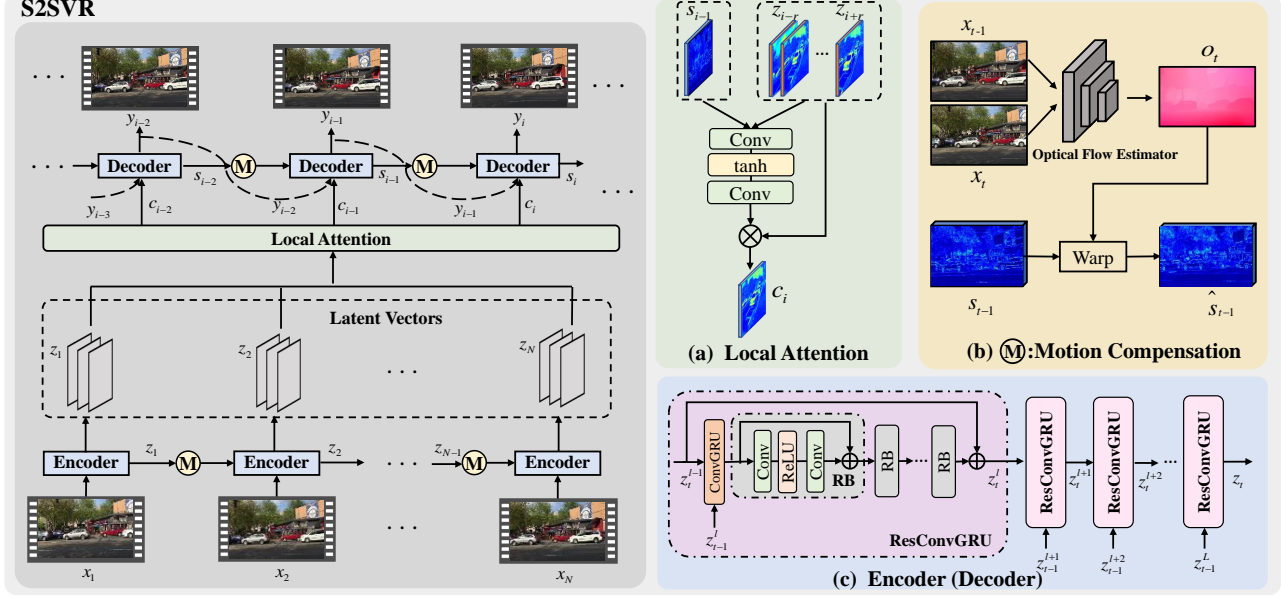 S2SVR
. . .
. . .
y_{i-2}
y_{i-1}
y_i
. . .
Decoder
s_{i-2}
M
Decoder
s_{i-1}
M
Decoder
s_i
. . .
y_{i-3}
c_{i-2}
y_{i-2}
c_{i-1}
y_{i-1}
c_i
Local Attention
Latent Vectors
z_1
z_2
z_N
. . .
Encoder
z_1
M
Encoder
z_2
. . .
z_{N-1}
M
Encoder
. . .
x_1
x_2
x_N
s_{i-1}
z_{i-r}
z_{i+r}
...
Conv
tanh
Conv
c_i
(a) Local Attention
x_{t-1}
O_t
Optical Flow Estimator
x_t
Warp
s_{t-1}
ŝ_{t-1}
(b) M:Motion Compensation
z_t^{l-1}
ConvGRU
Conv
ReLU
Conv
RB
RB
...
RB
z_t^l
z_{t-1}^l
ResConvGRU
ResConvGRU
z_t^{l+1}
ResConvGRU
z_t^{l+2}
...
ResConvGRU
z_t
z_{t-1}^{l+1}
z_{t-1}^{l+2}
z_{t-1}^L
(c) Encoder (Decoder)